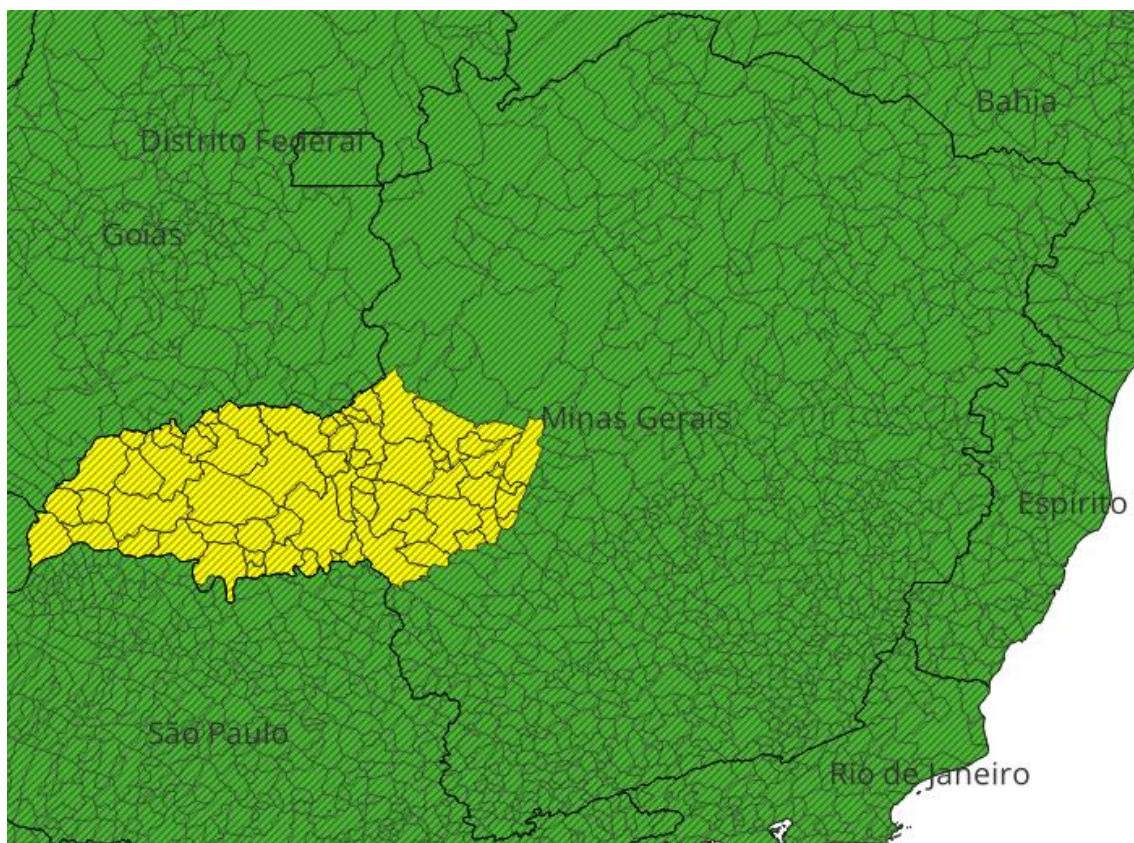 Bahia
Distrito Federal
Goiás
Minas Gerais
Espírito
São Paulo
Rio de Janeiro